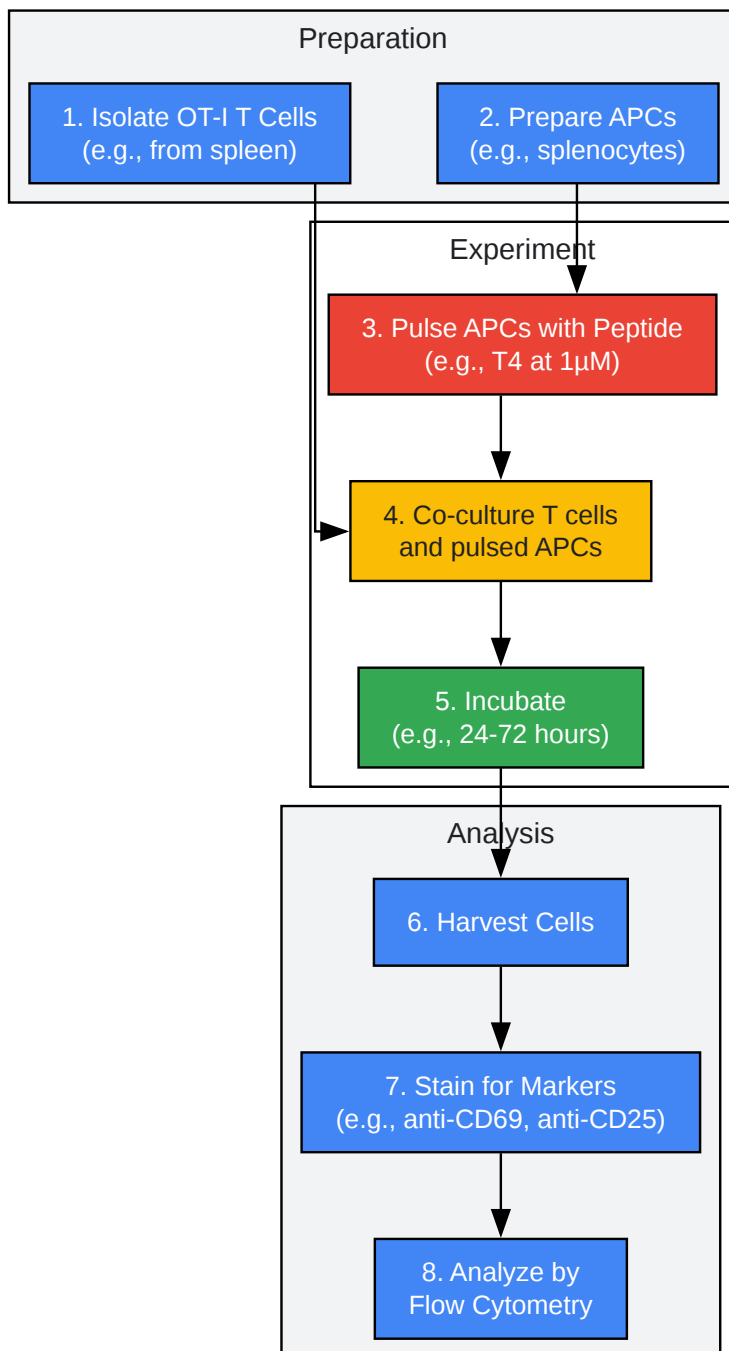 Preparation
1. Isolate OT-I T Cells
(e.g., from spleen)
2. Prepare APCs
(e.g., splenocytes)
Experiment
3. Pulse APCs with Peptide
(e.g., T4 at 1µM)
4. Co-culture T cells
and pulsed APCs
5. Incubate
(e.g., 24-72 hours)
Analysis
6. Harvest Cells
7. Stain for Markers
(e.g., anti-CD69, anti-CD25)
8. Analyze by
Flow Cytometry